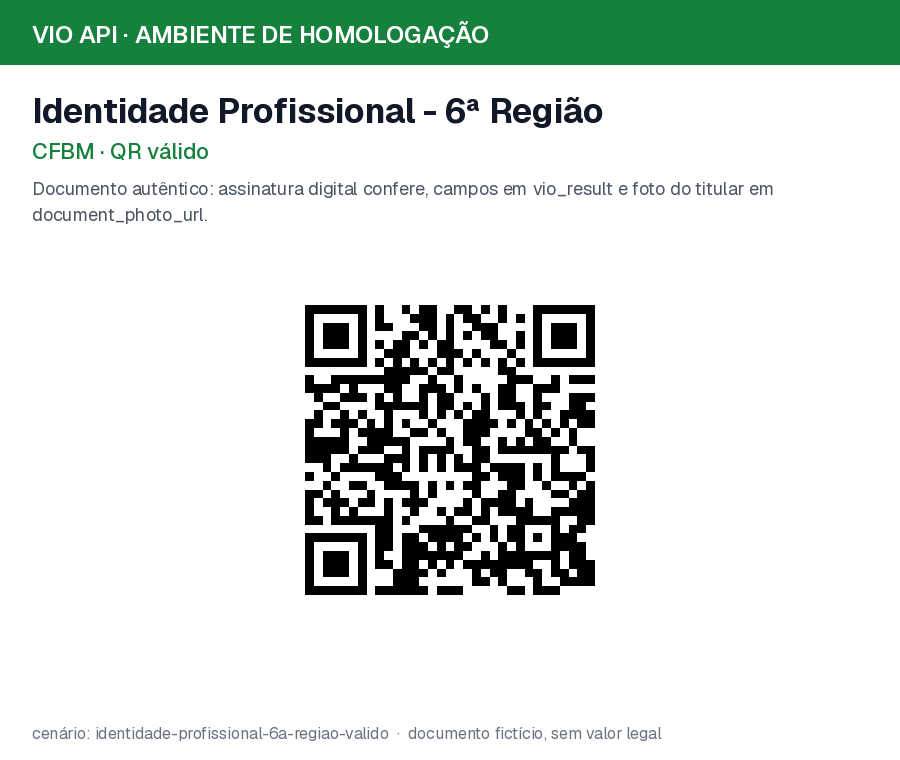 VIO API · AMBIENTE DE HOMOLOGAÇÃO
Identidade Profissional - 6ª Região
CFBM · QR válido
Documento autêntico: assinatura digital confere, campos em vio_result e foto do titular em
document_photo_url.
cenário: identidade-profissional-6a-regiao-valido · documento fictício, sem valor legal